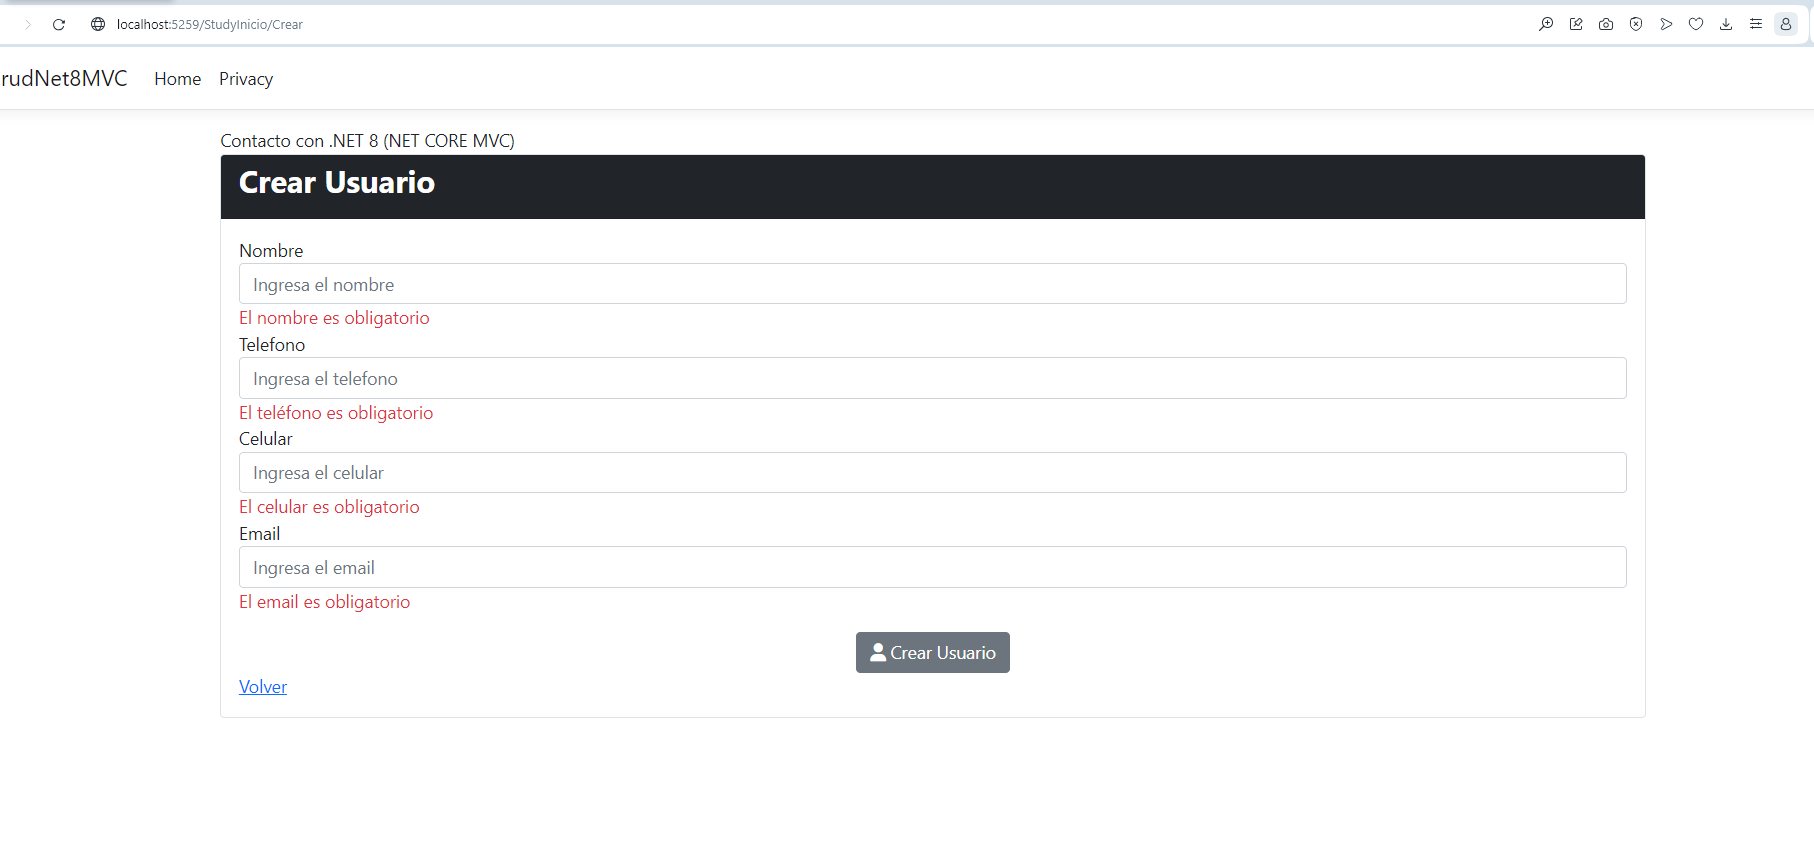 localhost:5259/StudyInicio/Crear
rudNet8MVC Home Privacy
Contacto con .NET 8 (NET CORE MVC)
Crear Usuario
Nombre
Ingresa el nombre
El nombre es obligatorio
Telefono
Ingresa el telefono
El teléfono es obligatorio
Celular
Ingresa el celular
El celular es obligatorio
Email
Ingresa el email
El email es obligatorio
Crear Usuario
Volver